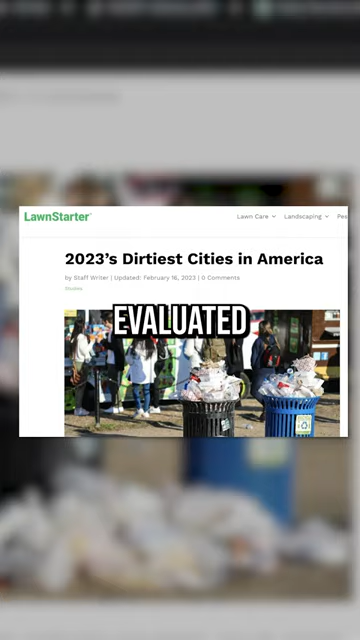 LawnStarter
Lawn Care Landscaping Pes
2023's Dirtiest Cities in America
by Staff Writer | Updated: February 16, 2023 | 0 Comments
Studies
EVALUATED